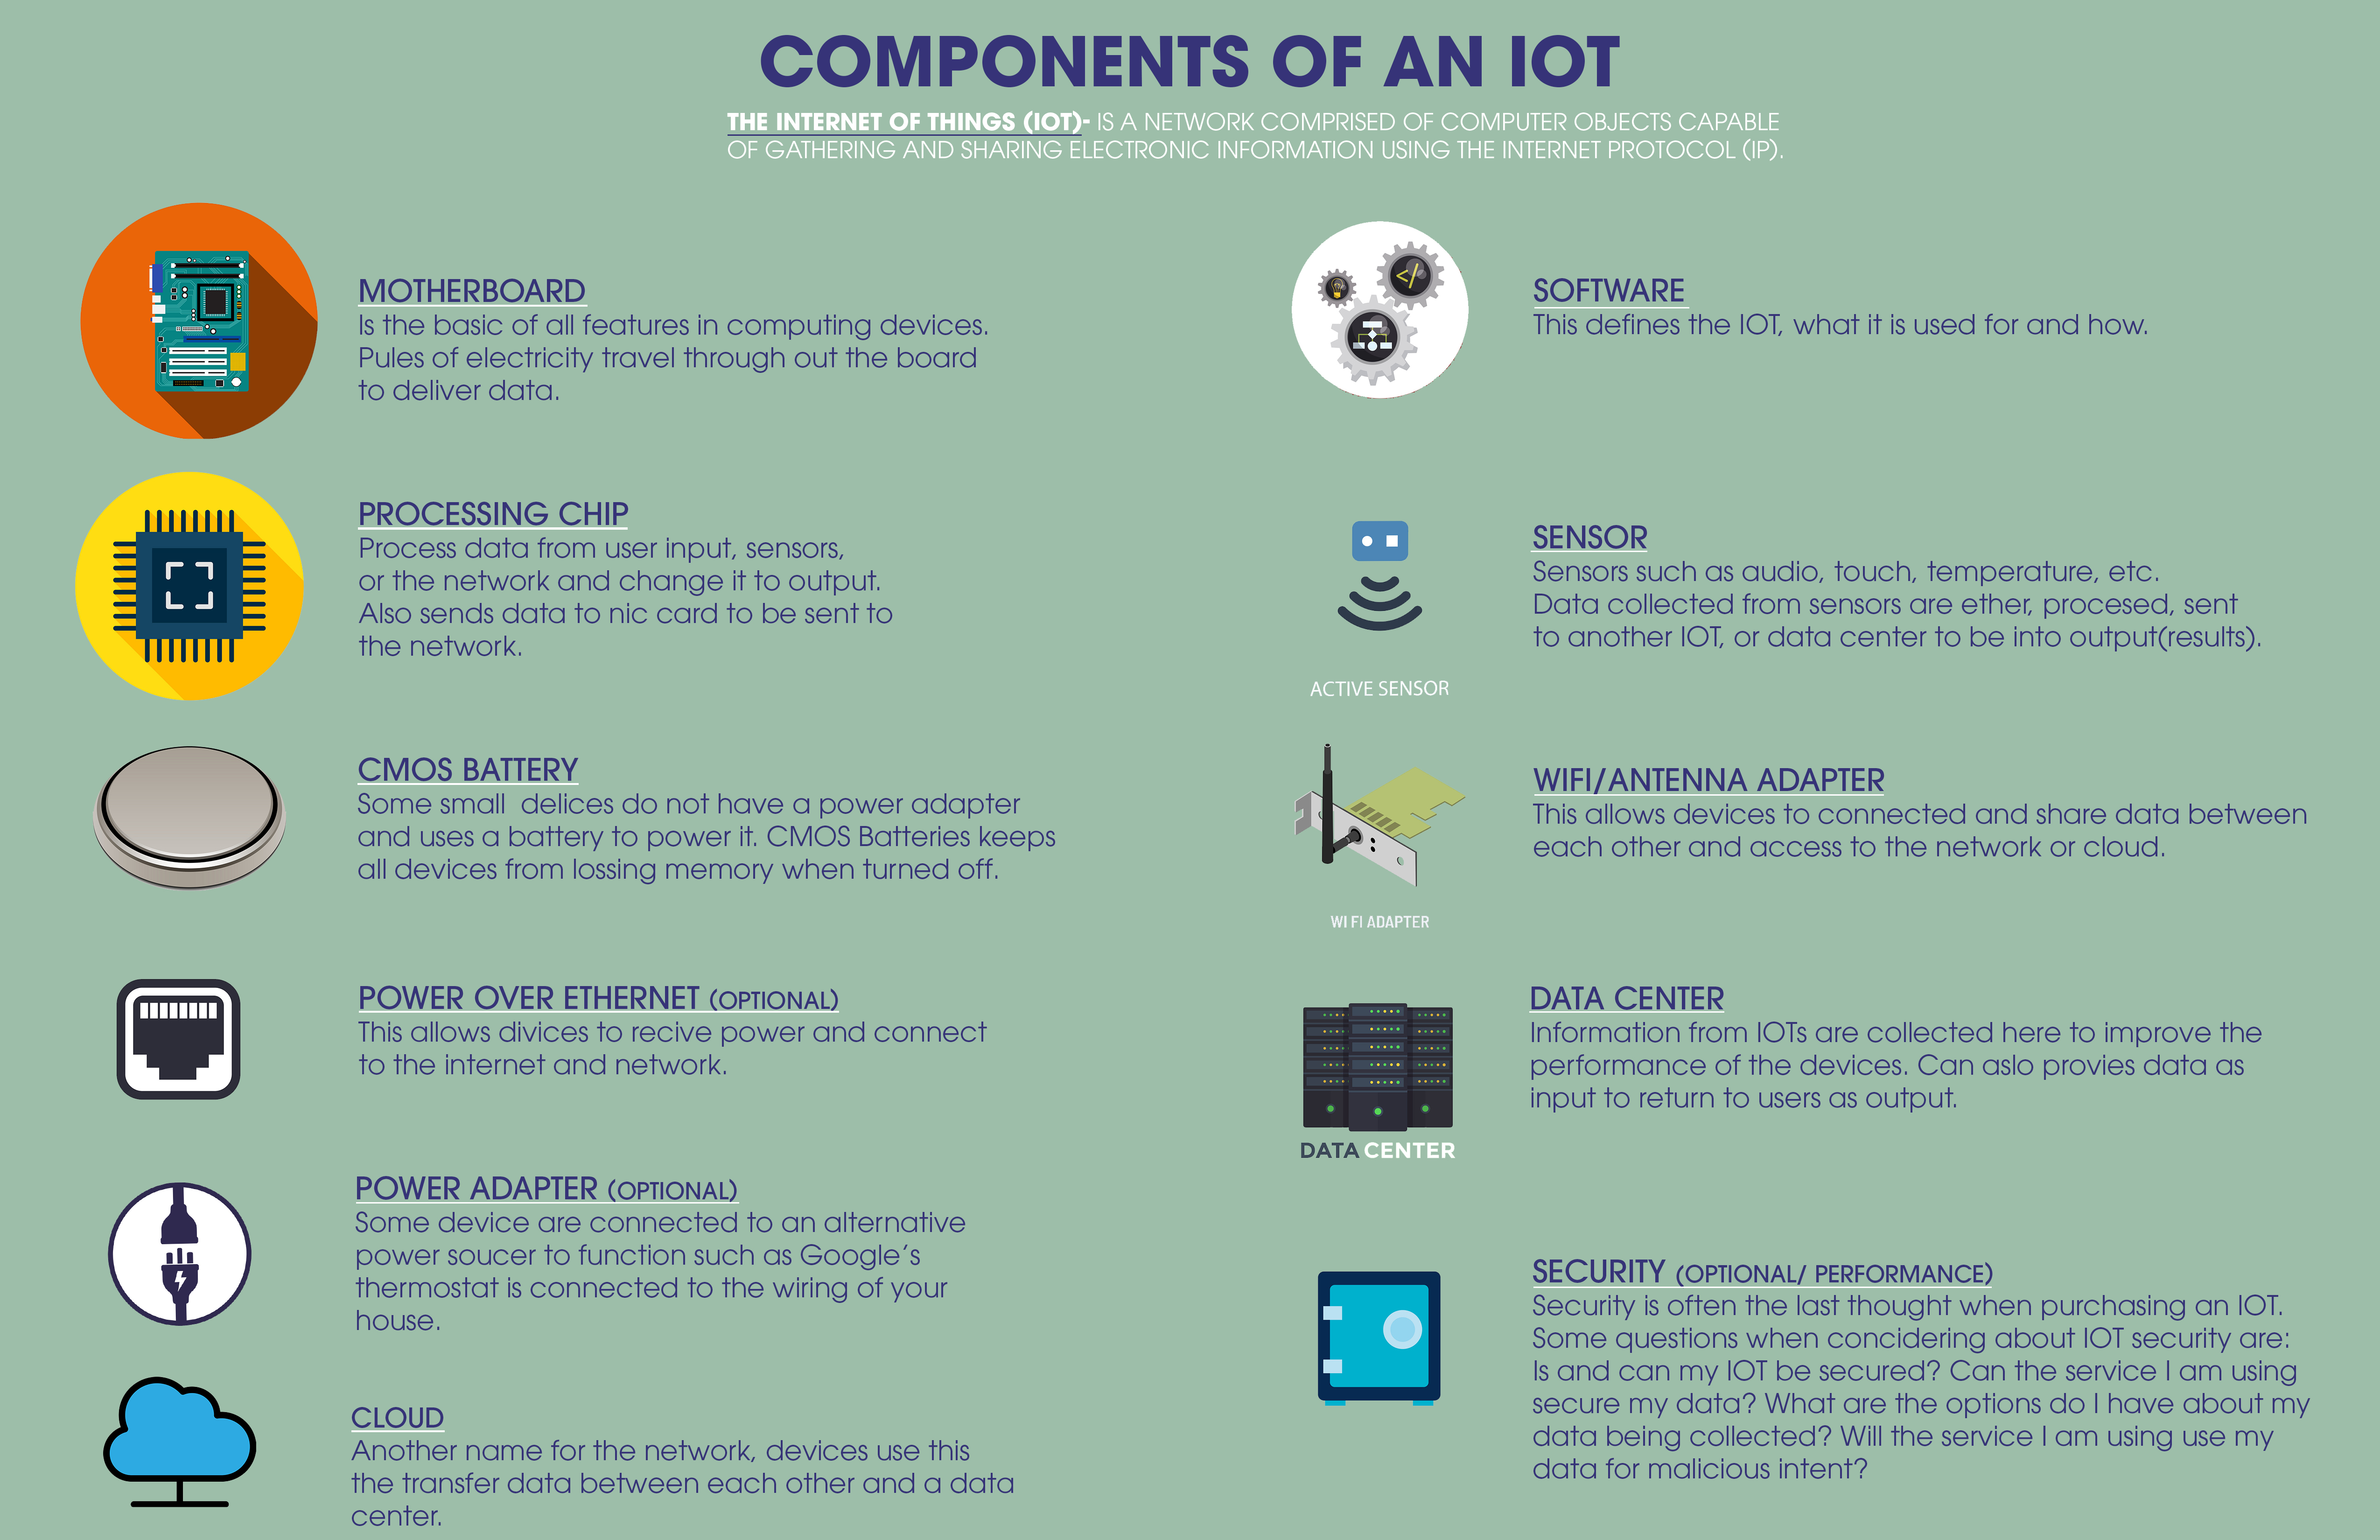 COMPONENTS OF AN IOT
THE INTERNET OF THINGS (IOT)- IS A NETWORK COMPRISED OF COMPUTER OBJECTS CAPABLE
OF GATHERING AND SHARING ELECTRONIC INFORMATION USING THE INTERNET PROTOCOL (IP).
MOTHERBOARD
Is the basic of all features in computing devices.
Pules of electricity travel through out the board
to deliver data.
PROCESSING CHIP
Process data from user input, sensors,
or the network and change it to output.
Also sends data to nic card to be sent to
the network.
CMOS BATTERY
Some small delices do not have a power adapter
and uses a battery to power it. CMOS Batteries keeps
all devices from lossing memory when turned off.
POWER OVER ETHERNET (OPTIONAL)
This allows divices to recive power and connect
to the internet and network.
POWER ADAPTER (OPTIONAL)
Some device are connected to an alternative
power soucer to function such as Google's
thermostat is connected to the wiring of your
house.
CLOUD
Another name for the network, devices use this
the transfer data between each other and a data
center.
</>
SOFTWARE
This defines the IOT, what it is used for and how.
SENSOR
Sensors such as audio, touch, temperature, etc.
Data collected from sensors are ether, procesed, sent
to another IOT, or data center to be into output(results).
ACTIVE SENSOR
WIFI/ANTENNA ADAPTER
This allows devices to connected and share data between
each other and access to the network or cloud.
WI FI ADAPTER
DATA CENTER
Information from IOTs are collected here to improve the
performance of the devices. Can aslo provies data as
input to return to users as output.
DATA CENTER
SECURITY (OPTIONAL/ PERFORMANCE)
Security is often the last thought when purchasing an IOT.
Some questions when concidering about IOT security are:
Is and can my IOT be secured? Can the service I am using
secure my data? What are the options do I have about my
data being collected? Will the service I am using use my
data for malicious intent?